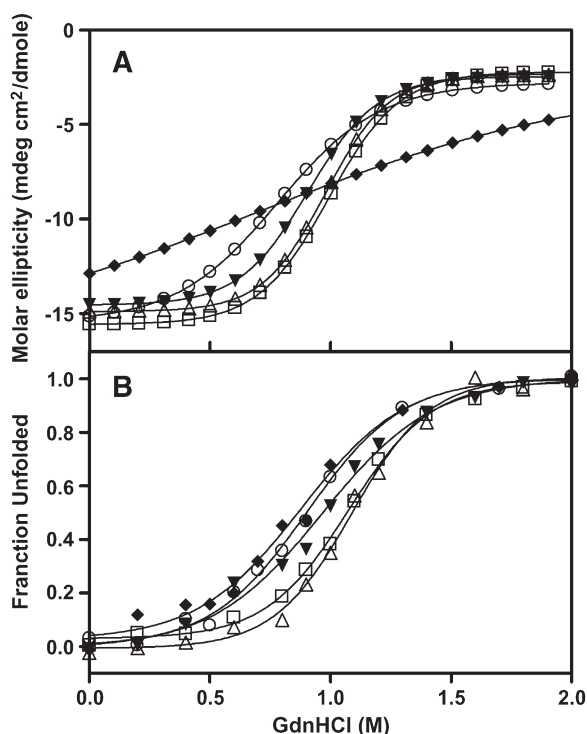 A
0
-5
-10
-15
Molar ellipticity (mdeg cm²/dmole)
B
1.0
0.8
0.6
0.4
0.2
0.0
Franction Unfolded
0.0 0.5 1.0 1.5 2.0
GdnHCl (M)